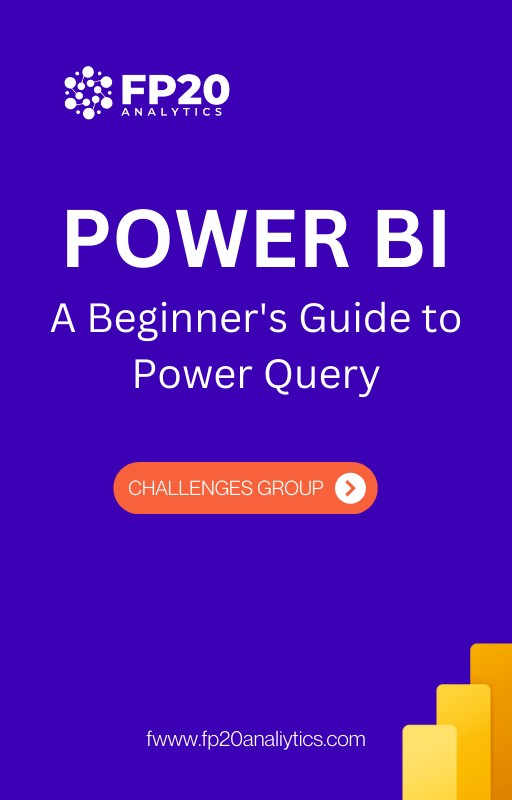 FP20
ANALYTICS
POWER BI
A Beginner's Guide to
Power Query
CHALLENGES GROUP
fwww.fp20analiytics.com